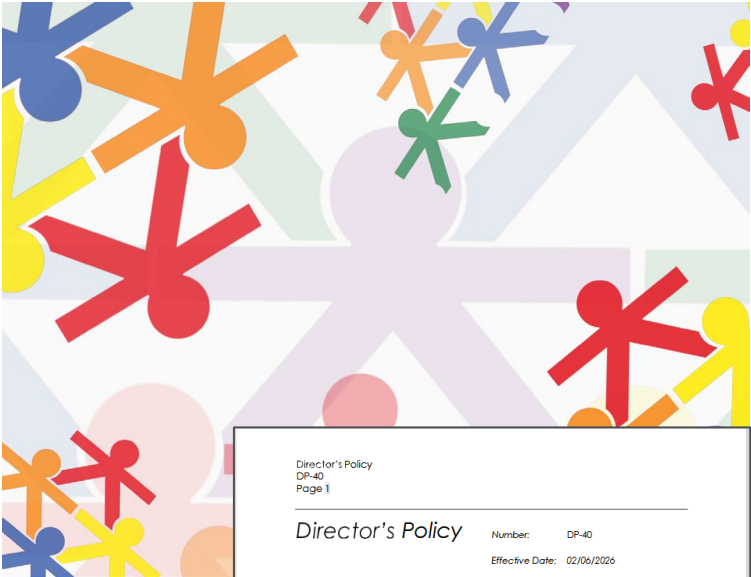 Director's Policy
DP-40
Page 1
Director's Policy
Number: DP-40
Effective Date: 02/06/2026